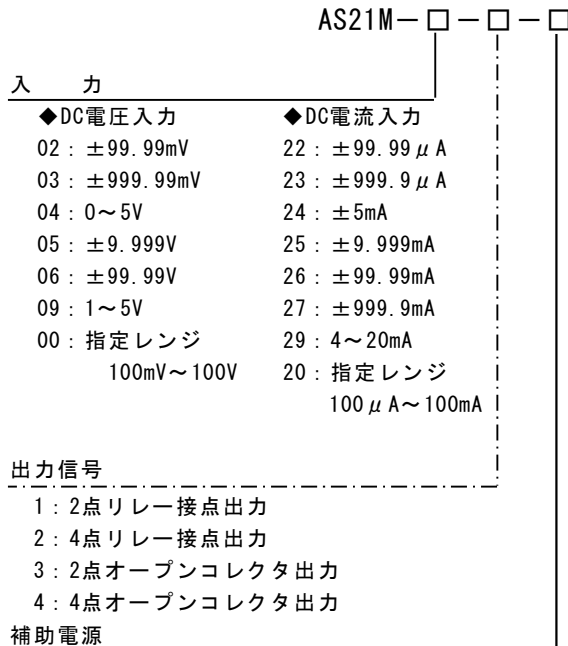 AS21M－□－□－□
入　　力
◆DC電圧入力　　◆DC電流入力
02：±99.99mV　　22：±99.99μA
03：±999.99mV　　23：±999.9μA
04：0～5V　　24：±5mA
05：±9.999V　　25：±9.999mA
06：±99.99V　　26：±99.99mA
09：1～5V　　27：±999.9mA
00：指定レンジ　　29：4～20mA
100mV～100V　　20：指定レンジ
100μA～100mA
出力信号
1：2点リレー接点出力
2：4点リレー接点出力
3：2点オープンコレクタ出力
4：4点オープンコレクタ出力
補助電源